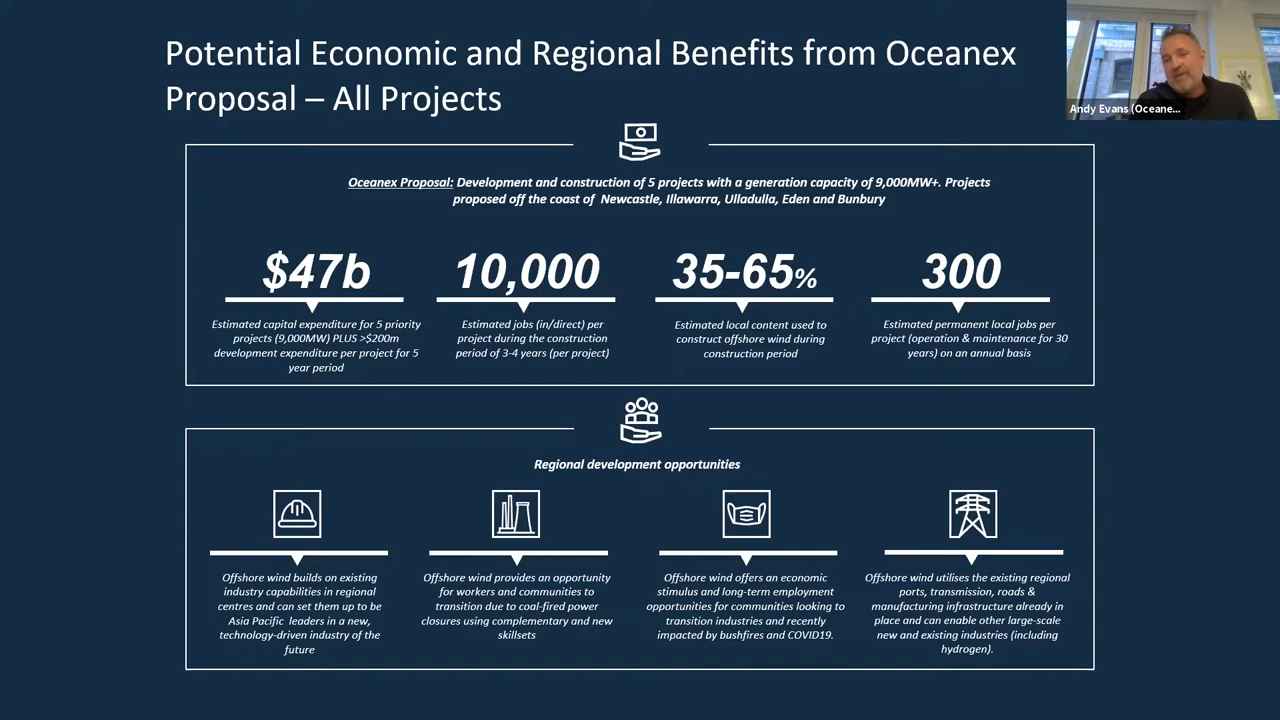 Potential Economic and Regional Benefits from Oceanex
Proposal – All Projects
Andy Evans (Oceane...
Oceanex Proposal: Development and construction of 5 projects with a generation capacity of 9,000MW+. Projects
proposed off the coast of Newcastle, Illawarra, Ulladulla, Eden and Bunbury
$47b
Estimated capital expenditure for 5 priority
projects (9,000MW) PLUS >$200m
development expenditure per project for 5
year period
10,000
Estimated jobs (in/direct) per
project during the construction
period of 3-4 years (per project)
35-65%
Estimated local content used to
construct offshore wind during
construction period
300
Estimated permanent local jobs per
project (operation & maintenance for 30
years) on an annual basis
Regional development opportunities
Offshore wind builds on existing
industry capabilities in regional
centres and can set them up to be
Asia Pacific leaders in a new,
technology-driven industry of the
future
Offshore wind provides an opportunity
for workers and communities to
transition due to coal-fired power
closures using complementary and new
skillsets
Offshore wind offers an economic
stimulus and long-term employment
opportunities for communities looking to
transition industries and recently
impacted by bushfires and COVID19.
Offshore wind utilises the existing regional
ports, transmission, roads &
manufacturing infrastructure already in
place and can enable other large-scale
new and existing industries (including
hydrogen).